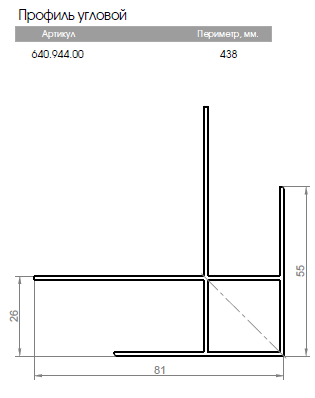 Профиль угловой
Артикул Периметр, мм.
640.944.00 438
55
26
81